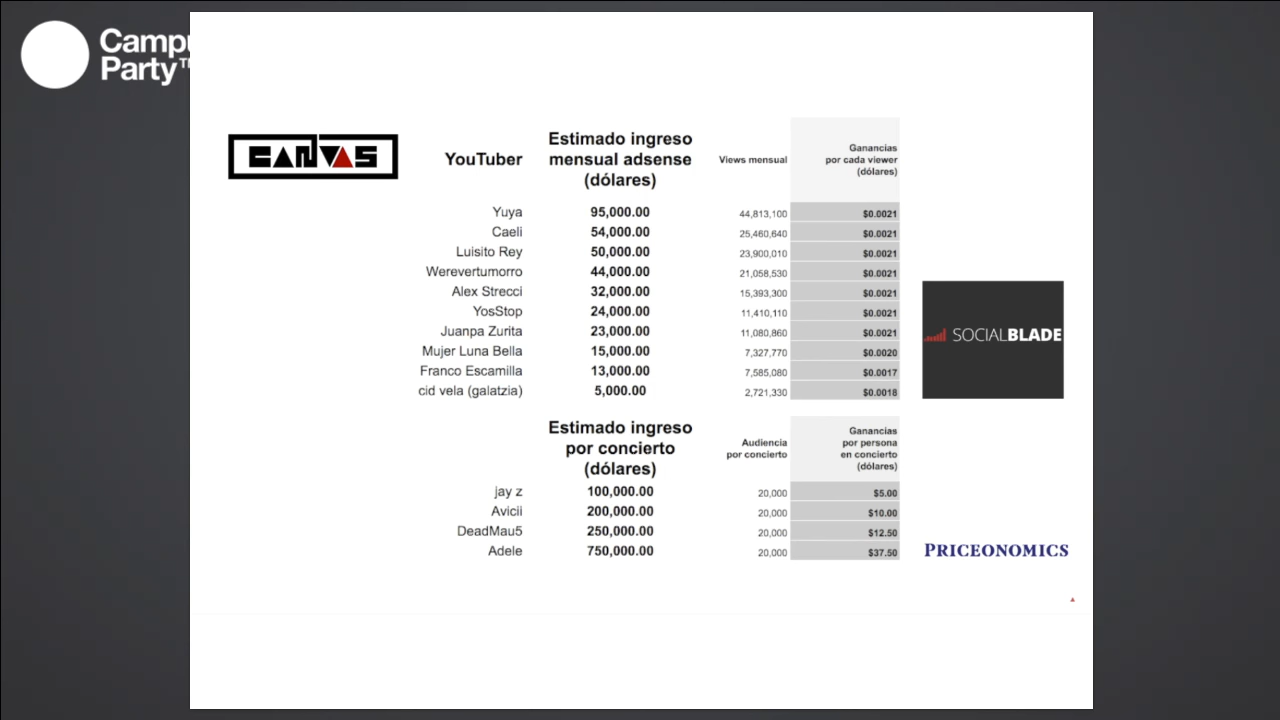 Campu
Party™
CANVAS
YouTuber
Estimado ingreso
mensual adsense
(dólares)
Views mensual
Ganancias
por cada viewer
(dólares)
Yuya 95,000.00 44,813,100 $0.0021
Caeli 54,000.00 25,460,640 $0.0021
Luisito Rey 50,000.00 23,900,010 $0.0021
Werevertumorro 44,000.00 21,058,530 $0.0021
Alex Strecci 32,000.00 15,393,300 $0.0021
YosStop 24,000.00 11,410,110 $0.0021
Juanpa Zurita 23,000.00 11,080,860 $0.0021
Mujer Luna Bella 15,000.00 7,327,770 $0.0020
Franco Escamilla 13,000.00 7,585,080 $0.0017
cid vela (galatzia) 5,000.00 2,721,330 $0.0018
SOCIALBLADE
Estimado ingreso
por concierto
(dólares)
Audiencia
por concierto
Ganancias
por persona
en concierto
(dólares)
jay z 100,000.00 20,000 $5.00
Avicii 200,000.00 20,000 $10.00
DeadMau5 250,000.00 20,000 $12.50
Adele 750,000.00 20,000 $37.50
PRICEONOMICS